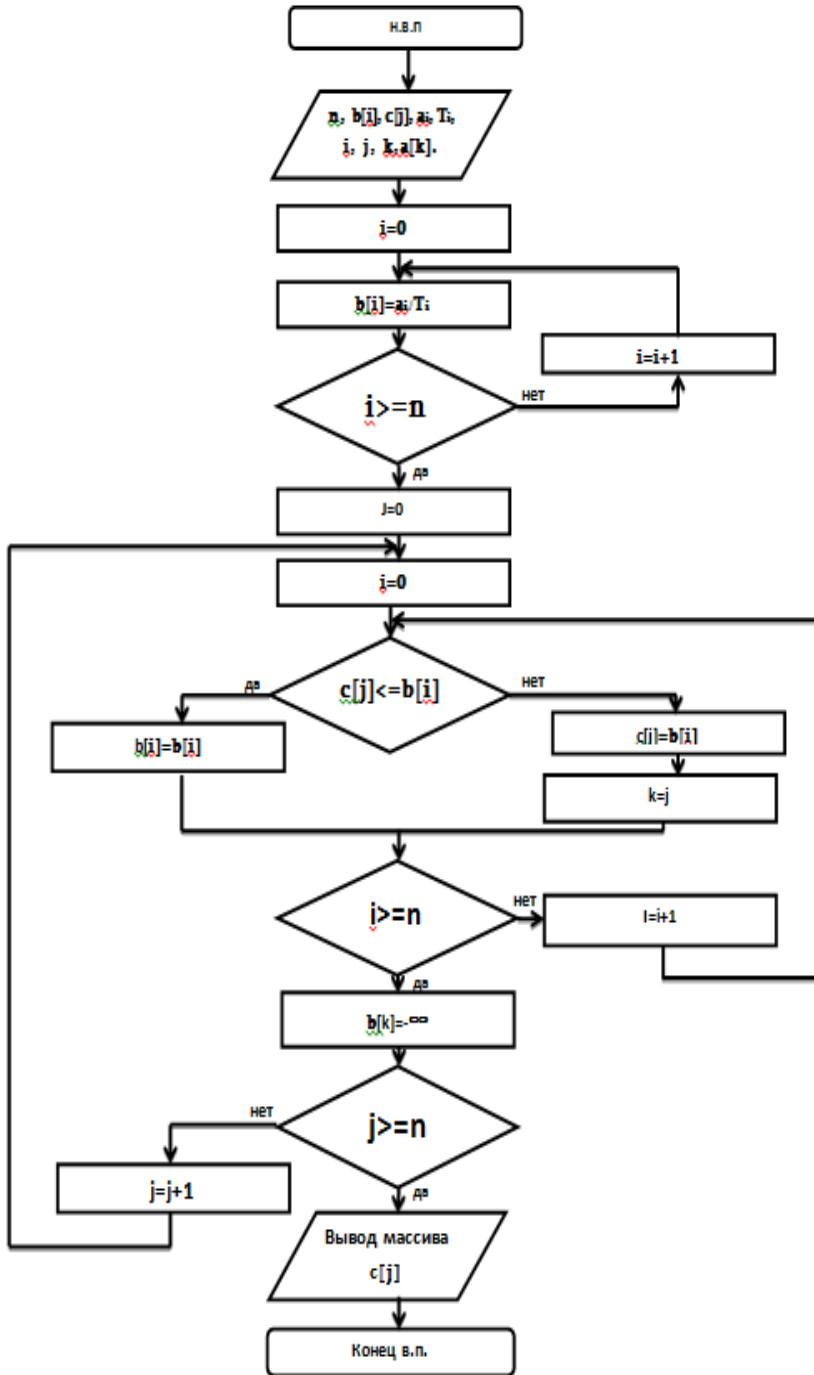 н.в.п
n, b[i],c[j],ai,Ti,
i, j, k,a[k].
i=0
b[i]=ai/Ti
i=i+1
i>=n
нет
да
J=0
i=0
c[j]<=b[i]
да
нет
b[i]=b[i]
c[j]=b[i]
k=j
i>=n
нет
I=i+1
да
b[k]=-∞
j>=n
нет
j=j+1
да
Вывод массива
c[j]
Конец в.п.